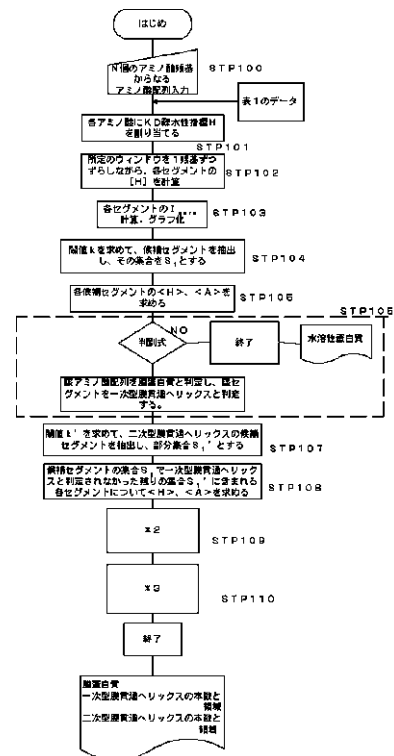 はじめ
N個のアミノ酸残基
からなる
アミノ酸配列入力
STP100
表1のデータ
各アミノ酸にKD疎水性指標H
を割り当てる
STP101
所定のウィンドウを1残基ずつ
ずらしながら、各セグメントの
[H]を計算
STP102
各セグメントのI
計算、グラフ化
STP103
閾値kを求めて、候補セグメントを抽出
し、その集合をS₁とする
STP104
各候補セグメントの<H>、<A>を
求める
STP105
STP106
判別式
NO
終了
水溶性蛋白質
該アミノ酸配列を膜蛋白質と判定し、該セ
グメントを一次型膜貫通ヘリックスと判定
する。
閾値k'を求めて、二次型膜貫通ヘリックスの候補
セグメントを抽出し、部分集合S₁'とする
STP107
候補セグメントの集合S₁で一次型膜貫通ヘリック
スと判定されなかった残りの集合S₁'に含まれる
各セグメントについて<H>、<A>を求める
STP108
※2
STP109
※3
STP110
終了
膜蛋白質
一次型膜貫通ヘリックスの本数と
領域
二次型膜貫通ヘリックスの本数と
領域